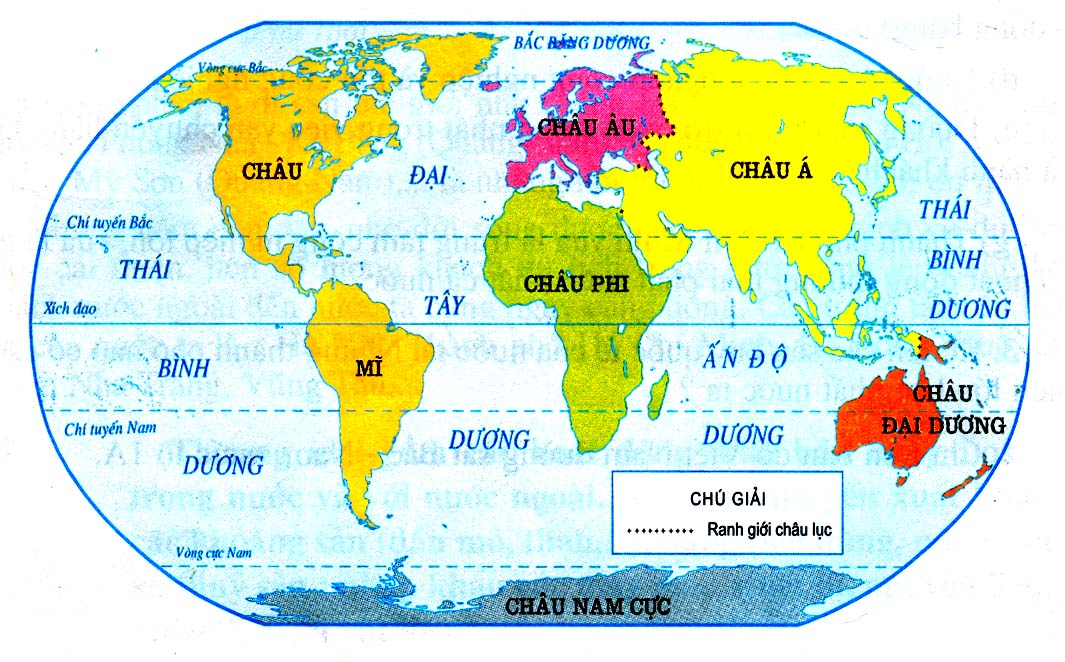 BẮC BĂNG DƯƠNG
Vòng cực Bắc
CHÂU ÂU
CHÂU
ĐẠI
CHÂU Á
THÁI
Chí tuyến Bắc
BÌNH
THÁI
CHÂU PHI
TÂY
DƯƠNG
Xích đạo
BÌNH
MĨ
ẤN ĐỘ
CHÂU
ĐẠI DƯƠNG
Chí tuyến Nam
DƯƠNG
DƯƠNG
DƯƠNG
CHÚ GIẢI
Ranh giới châu lục
Vòng cực Nam
CHÂU NAM CỰC